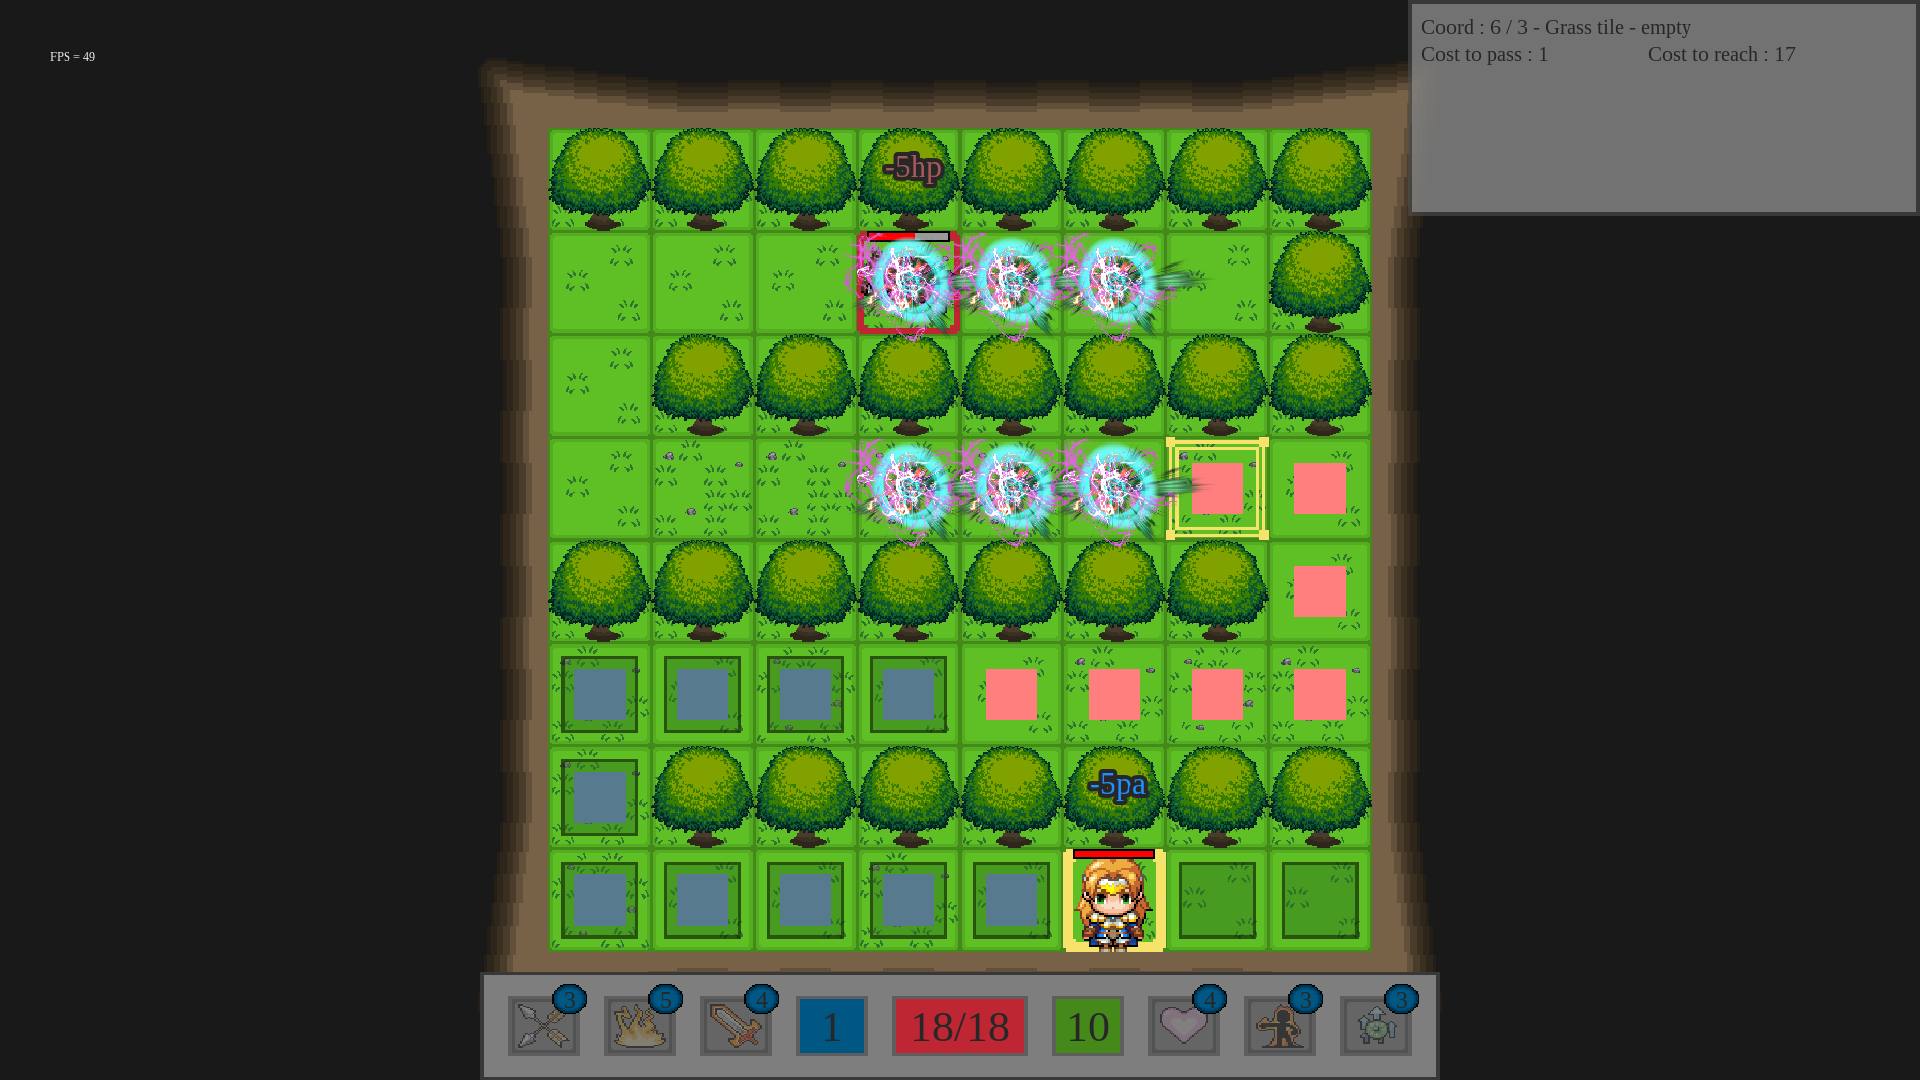 Coord : 6 / 3 - Grass tile - empty
Cost to pass : 1 Cost to reach : 17
FPS = 49
-5hp
-5pa
3 5 4 4 3 3
1 18/18 10